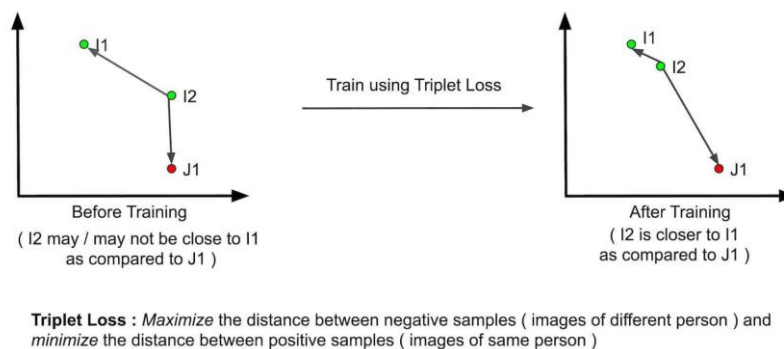 I1
I2
J1
Before Training
( I2 may / may not be close to I1
as compared to J1 )
Train using Triplet Loss
I1
I2
J1
After Training
( I2 is closer to I1
as compared to J1 )
Triplet Loss : Maximize the distance between negative samples ( images of different person ) and
minimize the distance between positive samples ( images of same person )